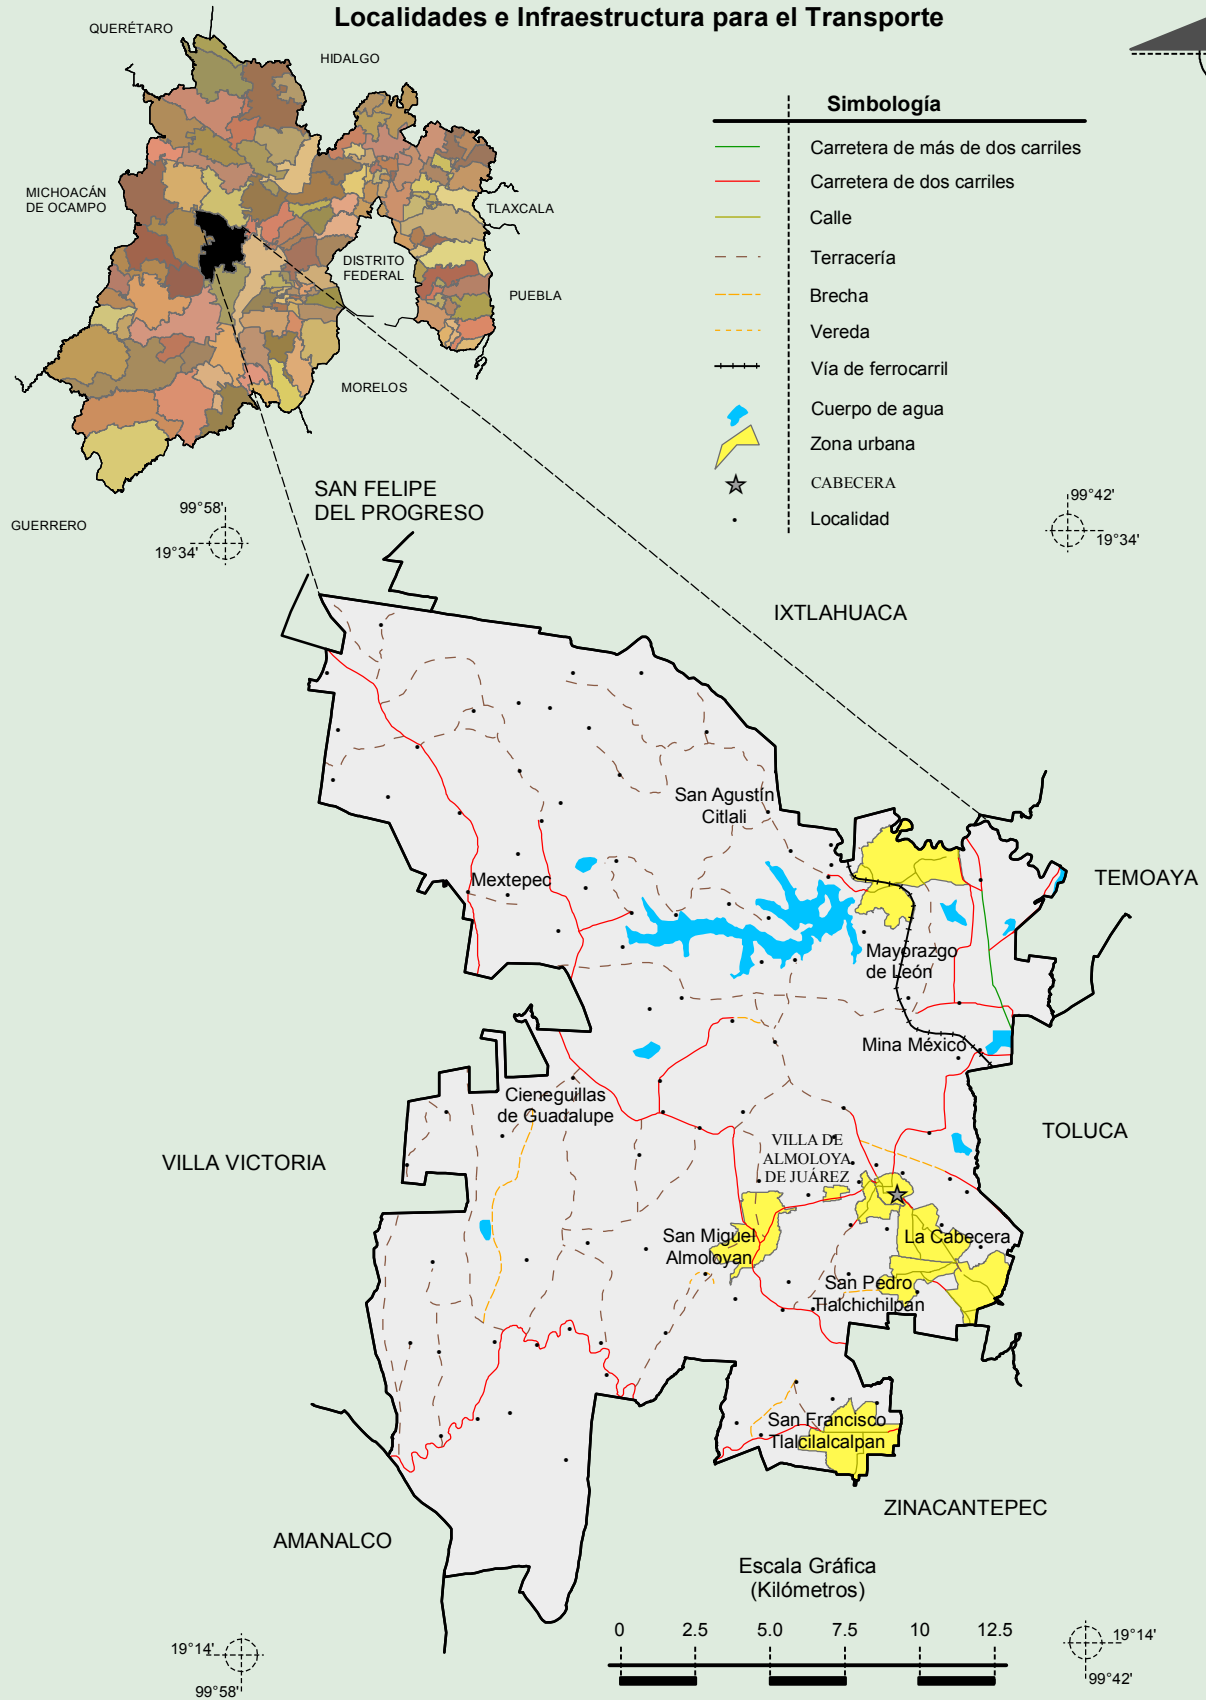 Localidades e Infraestructura para el Transporte
QUERÉTARO
HIDALGO
MICHOACÁN
DE OCAMPO
TLAXCALA
DISTRITO
FEDERAL
PUEBLA
MORELOS
GUERRERO
Simbología
Carretera de más de dos carriles
Carretera de dos carriles
Calle
Terracería
Brecha
Vereda
Vía de ferrocarril
Cuerpo de agua
Zona urbana
CABECERA
Localidad
99°58'
19°34'
99°42'
19°34'
SAN FELIPE
DEL PROGRESO
IXTLAHUACA
San Agustín
Citlali
TEMOAYA
Mextepec
Mayorazgo
de León
Mina México
Cieneguillas
de Guadalupe
TOLUCA
VILLA VICTORIA
VILLA DE
ALMOLOYA
DE JUÁREZ
San Miguel
Almoloyan
La Cabecera
San Pedro
Tlalchichilpan
San Francisco
Tlalcilalcalpan
ZINACANTEPEC
AMANALCO
Escala Gráfica
(Kilómetros)
0 2.5 5.0 7.5 10 12.5
19°14'
99°58'
19°14'
99°42'